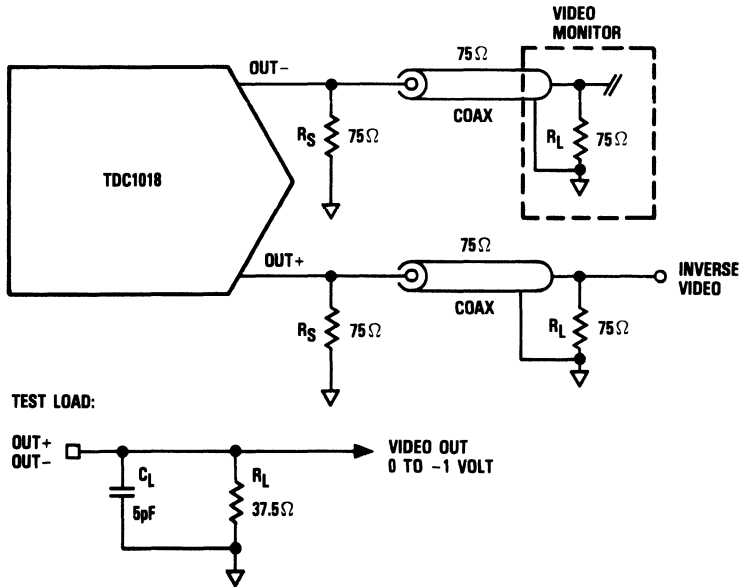 VIDEO
MONITOR
OUT−
75Ω
COAX
RS 75Ω
RL 75Ω
TDC1018
OUT+
75Ω
COAX
RS 75Ω
RL 75Ω
INVERSE
VIDEO
TEST LOAD:
OUT+
OUT−
CL
5pF
RL
37.5Ω
VIDEO OUT
0 TO −1 VOLT